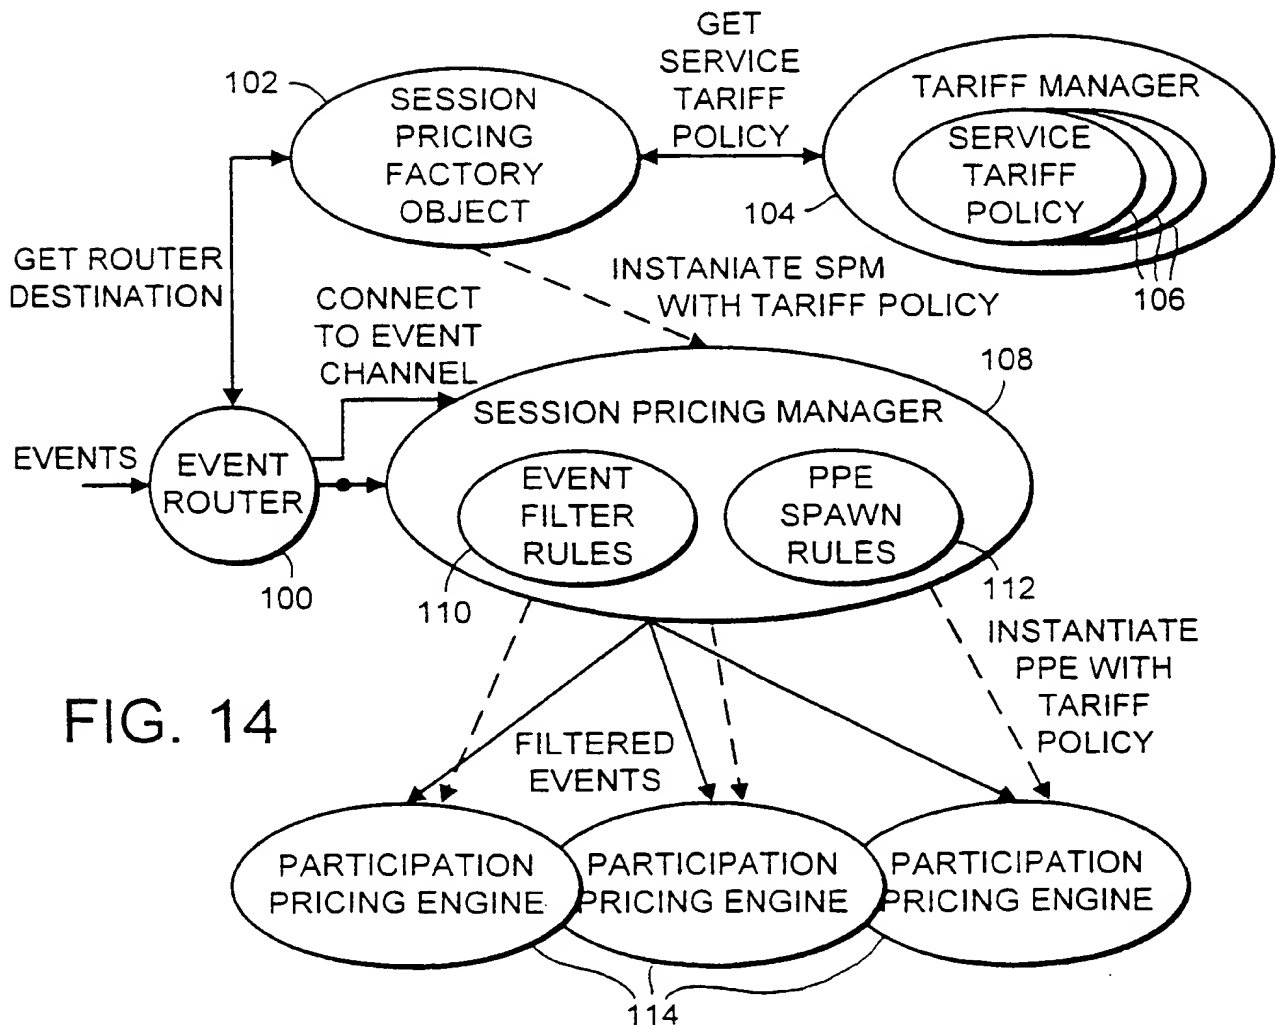 GET
SERVICE
TARIFF
POLICY
102
SESSION
PRICING
FACTORY
OBJECT
TARIFF MANAGER
SERVICE
TARIFF
POLICY
104
106
GET ROUTER
DESTINATION
INSTANIATE SPM
WITH TARIFF POLICY
CONNECT
TO EVENT
CHANNEL
108
SESSION PRICING MANAGER
EVENTS
EVENT
ROUTER
100
EVENT
FILTER
RULES
110
PPE
SPAWN
RULES
112
INSTANTIATE
PPE WITH
TARIFF
POLICY
FIG. 14
FILTERED
EVENTS
PARTICIPATION
PRICING ENGINE
PARTICIPATION
PRICING ENGINE
PARTICIPATION
PRICING ENGINE
114